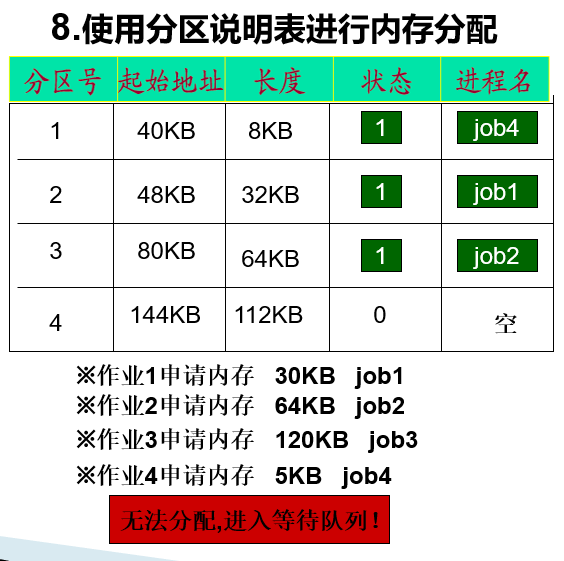 8.使用分区说明表进行内存分配
分区号 起始地址 长度 状态 进程名
1 40KB 8KB 1 job4
2 48KB 32KB 1 job1
3 80KB 64KB 1 job2
4 144KB 112KB 0 空
※作业1申请内存 30KB job1
※作业2申请内存 64KB job2
※作业3申请内存 120KB job3
※作业4申请内存 5KB job4
无法分配,进入等待队列！